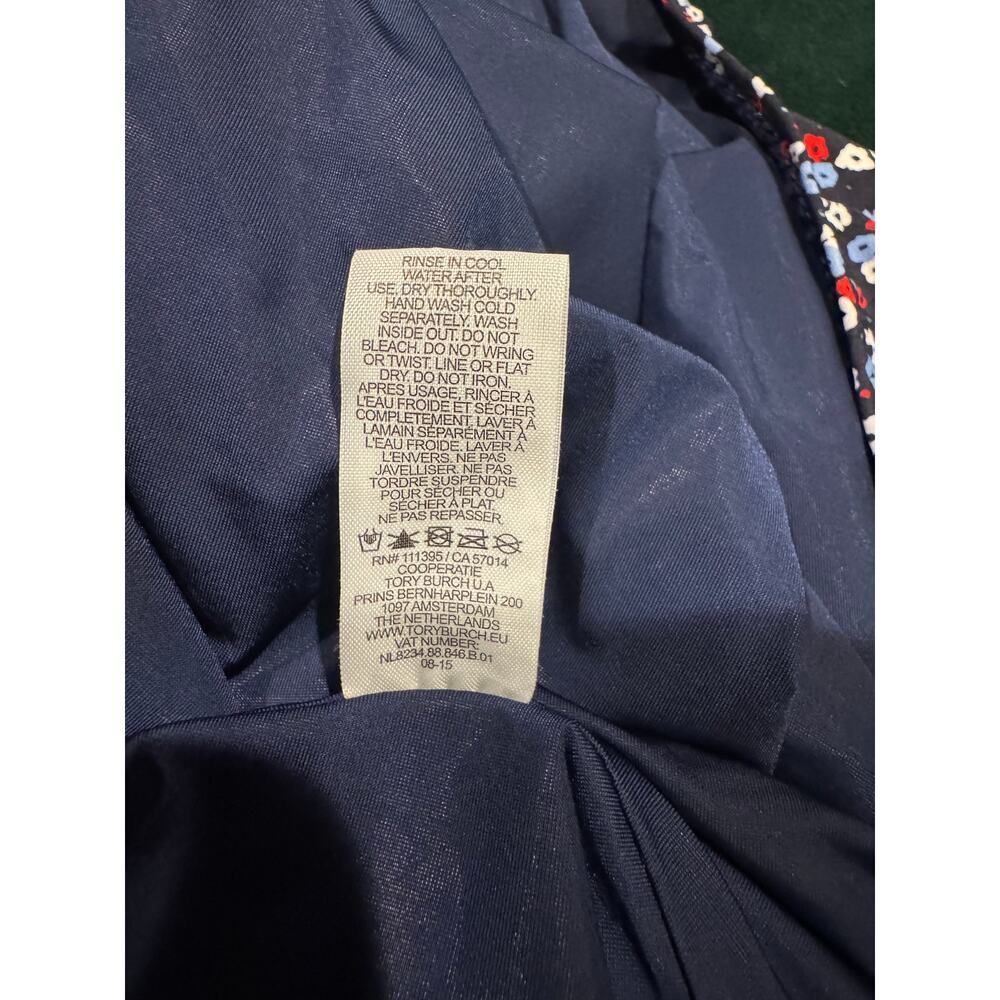 RINSE IN COOL
WATER AFTER
USE, DRY THOROUGHLY.
HAND WASH COLD
SEPARATELY. WASH
INSIDE OUT. DO NOT
BLEACH. DO NOT WRING
OR TWIST. LINE OR FLAT
DRY. DO NOT IRON.
APRES USAGE, RINCER À
L'EAU FROIDE ET SÉCHER
COMPLETEMENT. LAVER À
LAMAIN SÉPARÉMENT À
L'EAU FROIDE. LAVER À
L'ENVERS. NE PAS
JAVELLISER. NE PAS
TORDRE SUSPENDRE
POUR SÉCHER OU
SÉCHER À PLAT.
NE PAS REPASSER.
RN# 111395 / CA 57014
COOPERATIE
TORY BURCH U.A
PRINS BERNHARPLEIN 200
1097 AMSTERDAM
THE NETHERLANDS
WWW.TORYBURCH.EU
VAT NUMBER:
NL8234.88.846.B.01
08-15